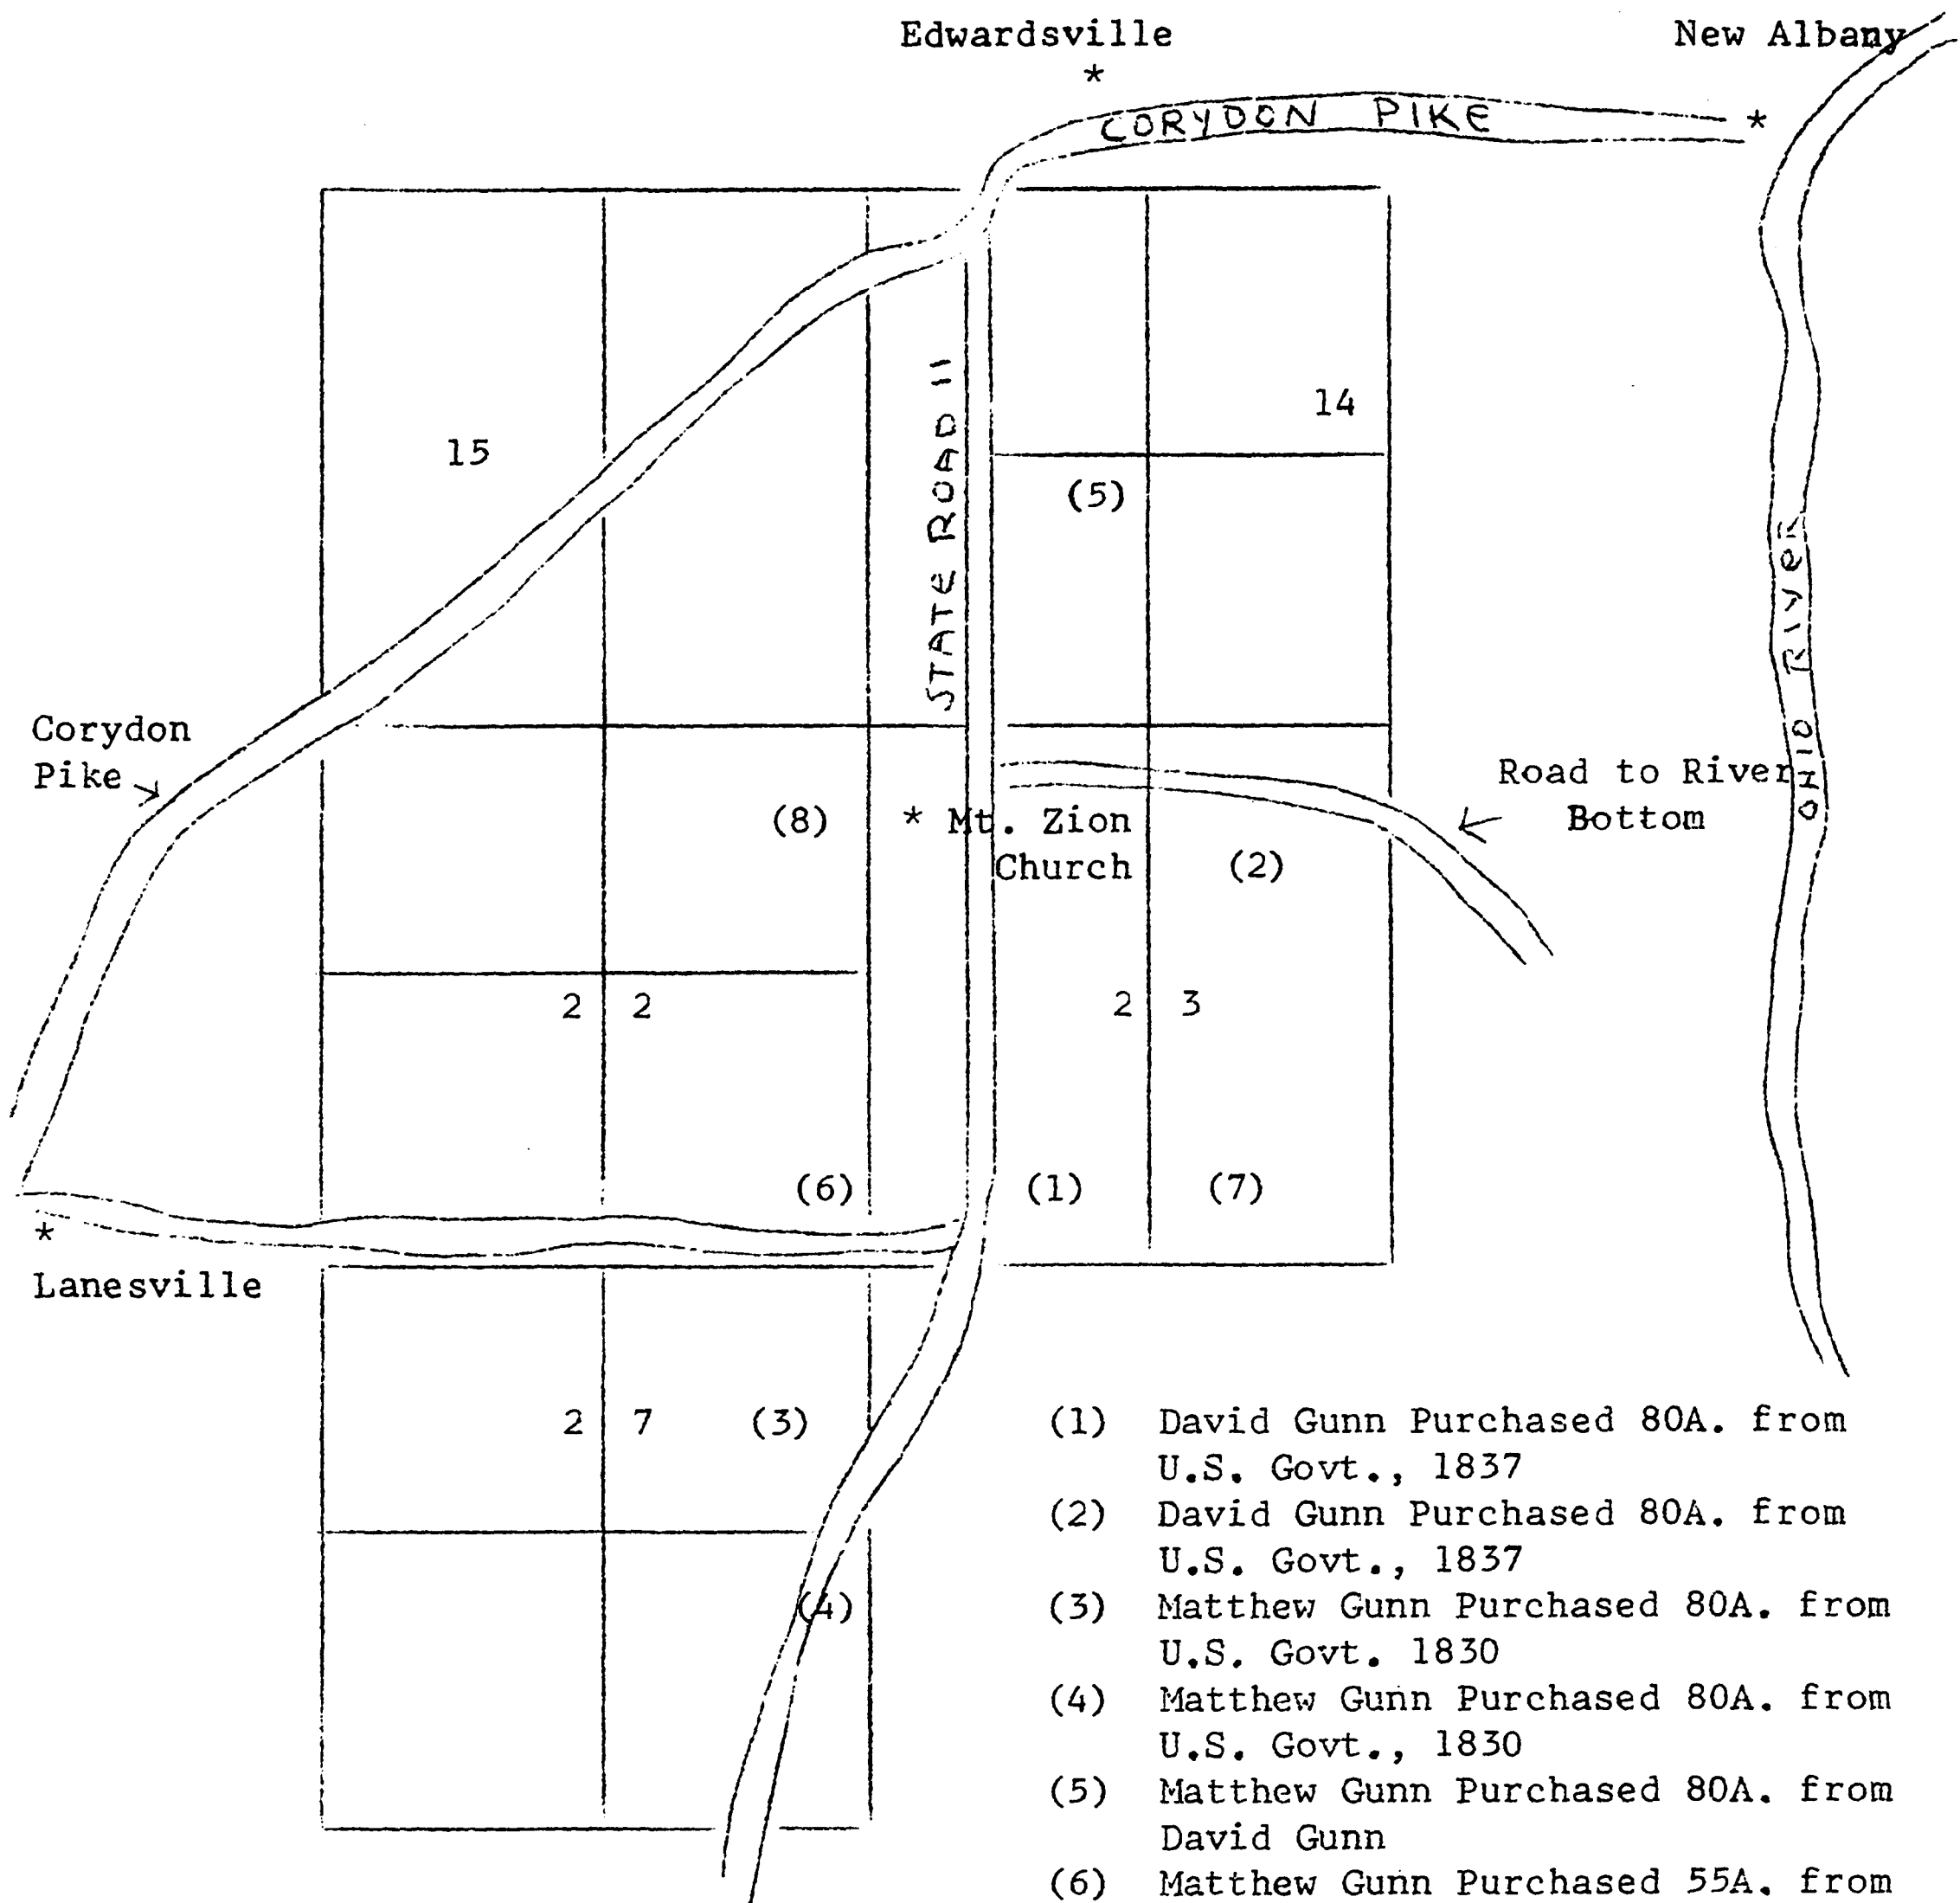 Edwardsville
New Albany
*
CORYDON PIKE *
STATE ROAD 11
14
15
(5)
OHIO RIVER
Corydon
Pike
Road to River
Bottom
(8) * Mt. Zion
Church
(2)
2 2
2 3
(6) (1) (7)
*
Lanesville
2 7 (3)
(4)
(1) David Gunn Purchased 80A. from
U.S. Govt., 1837
(2) David Gunn Purchased 80A. from
U.S. Govt., 1837
(3) Matthew Gunn Purchased 80A. from
U.S. Govt. 1830
(4) Matthew Gunn Purchased 80A. from
U.S. Govt., 1830
(5) Matthew Gunn Purchased 80A. from
David Gunn
(6) Matthew Gunn Purchased 55A. from